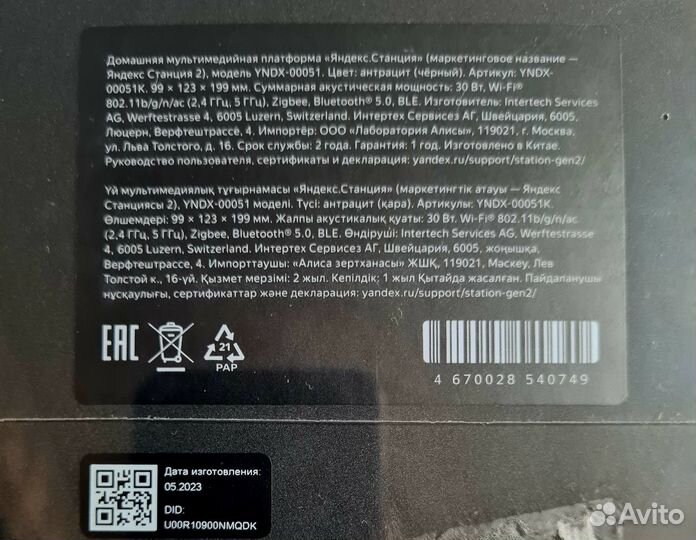 Домашняя мультимедийная платформа «Яндекс.Станция» (маркетинговое название —
Яндекс Станция 2), модель YNDX-00051. Цвет: антрацит (чёрный). Артикул: YNDX-
00051K. 99 × 123 × 199 мм. Суммарная акустическая мощность: 30 Вт, Wi-Fi®
802.11b/g/n/ac (2,4 ГГц, 5 ГГц), Zigbee, Bluetooth® 5.0, BLE. Изготовитель: Intertech Services
AG, Werftestrasse 4, 6005 Luzern, Switzerland. Интертех Сервисез АГ, Швейцария, 6005,
Люцерн, Верфтештрассе, 4. Импортёр: ООО «Лаборатория Алисы», 119021, г. Москва,
ул. Льва Толстого, д. 16. Срок службы: 2 года. Гарантия: 1 год. Изготовлено в Китае.
Руководство пользователя, сертификаты и декларация: yandex.ru/support/station-gen2/
Үй мультимедиялық тұғырнамасы «Яндекс.Станция» (маркетингтік атауы — Яндекс
Станциясы 2), YNDX-00051 моделі. Түсі: антрацит (қара). Артикулы: YNDX-00051K.
Өлшемдері: 99 × 123 × 199 мм. Жалпы акустикалық қуаты: 30 Вт. Wi-Fi® 802.11b/g/n/ac
(2,4 ГГц, 5 ГГц), Zigbee, Bluetooth® 5.0, BLE. Өндіруші: Intertech Services AG, Werftestrasse
4, 6005 Luzern, Switzerland. Интертех Сервисез АГ, Швейцария, 6005, жоңышқа,
Верфтештрассе, 4. Импорттаушы: «Алиса зертханасы» ЖШҚ, 119021, Мәскеу, Лев
Толстой к., 16-үй. Қызмет мерзімі: 2 жыл. Кепілдік: 1 жыл Қытайда жасалған. Пайдаланушы
нұсқаулығы, сертификаттар және декларация: yandex.ru/support/station-gen2/
EAC
21
PAP
4 670028 540749
Дата изготовления:
05.2023
DID:
U00R10900NMQDK
Avito